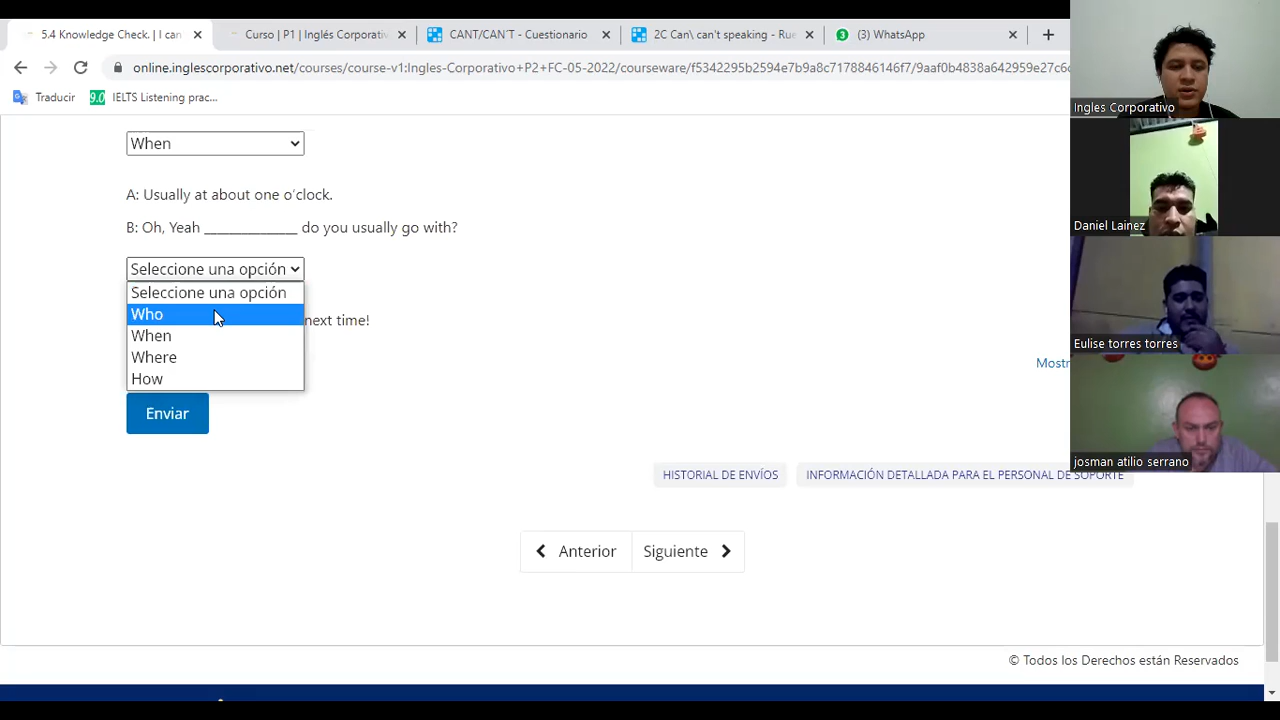 5.4 Knowledge Check. | I can
Curso | P1 | Inglés Corporativ
CANT/CAN´T - Cuestionario
2C Can\ can't speaking - Rue
(3) WhatsApp
online.inglescorporativo.net/courses/course-v1:Ingles-Corporativo+P2+FC-05-2022/courseware/f5342295b2594e7b9a8c7178846146f7/9aaf0b4838a642959e27c6c
Traducir
9.0 IELTS Listening prac...
When
A: Usually at about one o'clock.
B: Oh, Yeah ______________ do you usually go with?
Seleccione una opción
Seleccione una opción
Who
next time!
When
Where
How
Mostr
Enviar
HISTORIAL DE ENVÍOS
INFORMACIÓN DETALLADA PARA EL PERSONAL DE SOPORTE
Anterior
Siguiente
© Todos los Derechos están Reservados
Ingles Corporativo
Daniel Lainez
Eulise torres torres
josman atilio serrano